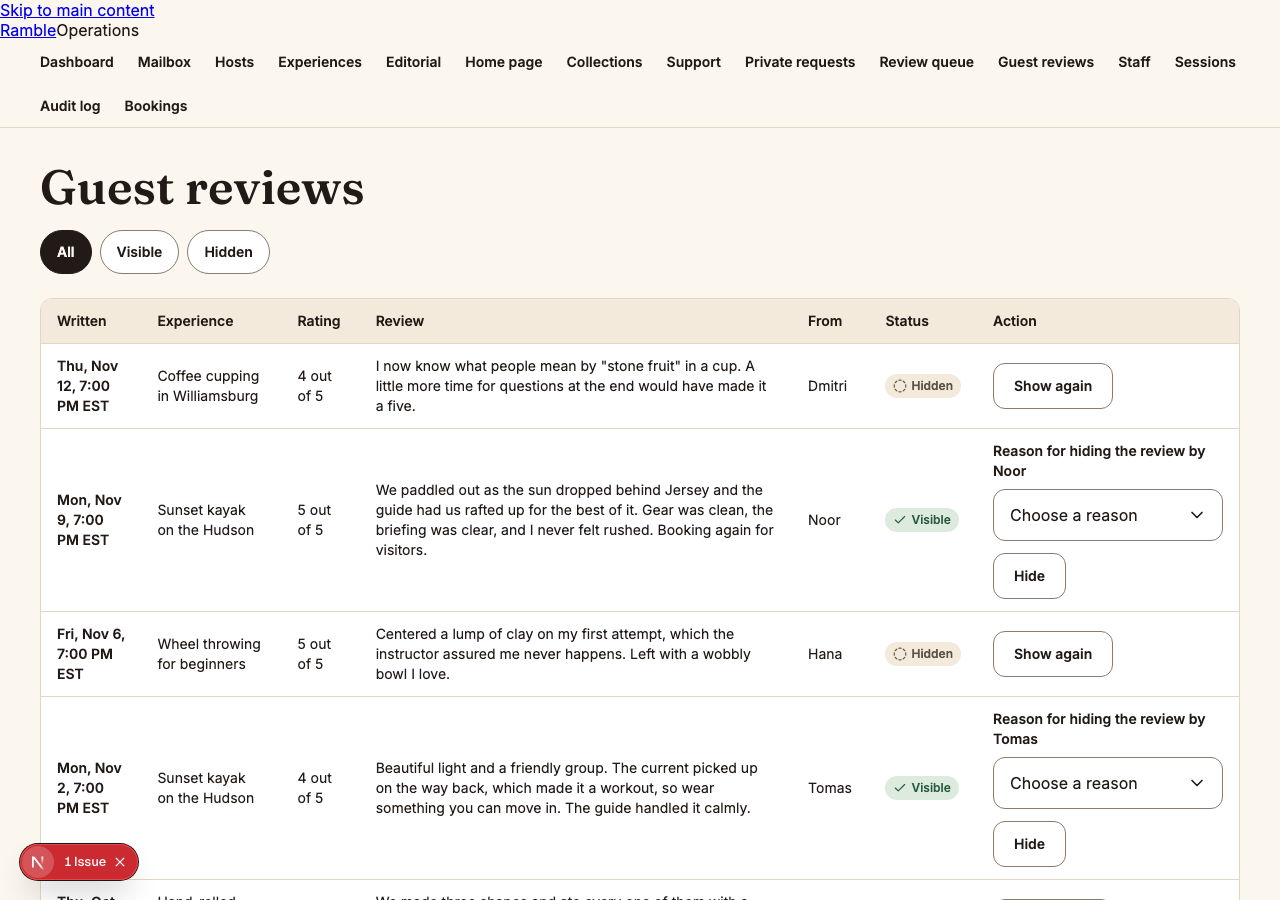 Skip to main content
RambleOperations
Dashboard Mailbox Hosts Experiences Editorial Home page Collections Support Private requests Review queue Guest reviews Staff Sessions
Audit log Bookings
Guest reviews
All Visible Hidden
Written Experience Rating Review From Status Action
Thu, Nov
12, 7:00
PM EST
Coffee cupping
in Williamsburg
4 out
of 5
I now know what people mean by "stone fruit" in a cup. A
little more time for questions at the end would have made it
a five.
Dmitri
Hidden
Show again
Mon, Nov
9, 7:00
PM EST
Sunset kayak
on the Hudson
5 out
of 5
We paddled out as the sun dropped behind Jersey and the
guide had us rafted up for the best of it. Gear was clean, the
briefing was clear, and I never felt rushed. Booking again for
visitors.
Noor
Visible
Reason for hiding the review by
Noor
Choose a reason
Hide
Fri, Nov 6,
7:00 PM
EST
Wheel throwing
for beginners
5 out
of 5
Centered a lump of clay on my first attempt, which the
instructor assured me never happens. Left with a wobbly
bowl I love.
Hana
Hidden
Show again
Mon, Nov
2, 7:00
PM EST
Sunset kayak
on the Hudson
4 out
of 5
Beautiful light and a friendly group. The current picked up
on the way back, which made it a workout, so wear
something you can move in. The guide handled it calmly.
Tomas
Visible
Reason for hiding the review by
Tomas
Choose a reason
Hide
N 1 Issue